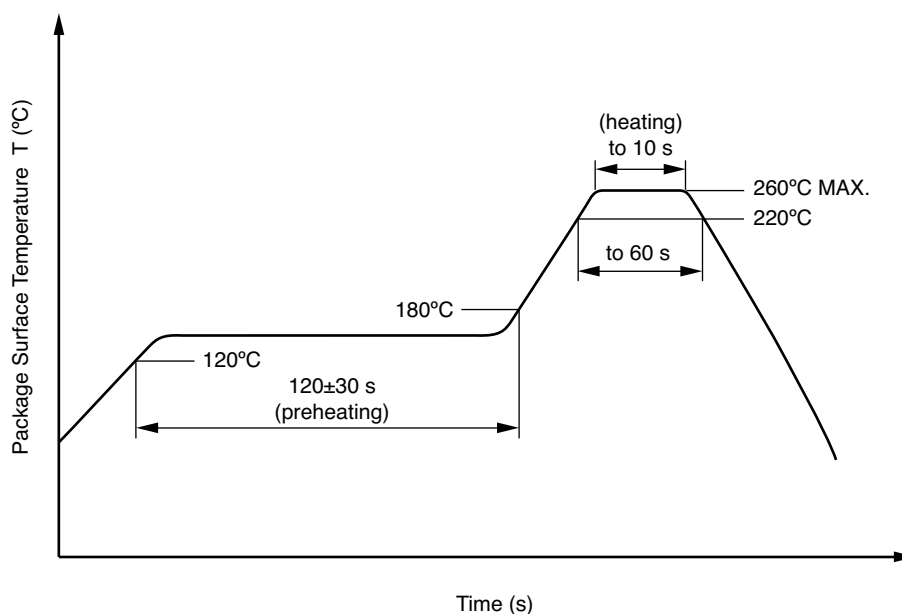 Package Surface Temperature T (ºC)
(heating)
to 10 s
260ºC MAX.
220ºC
to 60 s
180ºC
120ºC
120±30 s
(preheating)
Time (s)